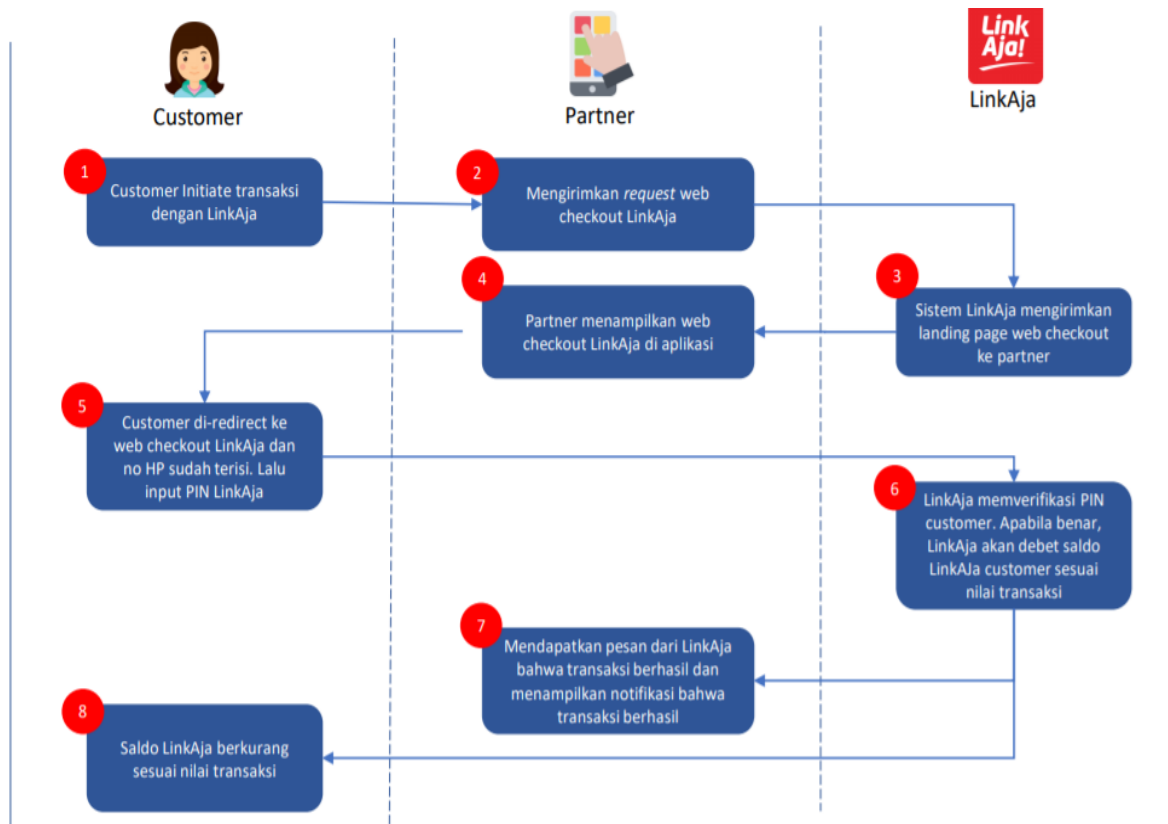 Link
Aja!
Customer
Partner
LinkAja
1
Customer Initiate transaksi
dengan LinkAja
2
Mengirimkan request web
checkout LinkAja
3
Sistem LinkAja mengirimkan
landing page web checkout
ke partner
4
Partner menampilkan web
checkout LinkAja di aplikasi
5
Customer di-redirect ke
web checkout LinkAja dan
no HP sudah terisi. Lalu
input PIN LinkAja
6
LinkAja memverifikasi PIN
customer. Apabila benar,
LinkAja akan debet saldo
LinkAJa customer sesuai
nilai transaksi
7
Mendapatkan pesan dari LinkAja
bahwa transaksi berhasil dan
menampilkan notifikasi bahwa
transaksi berhasil
8
Saldo LinkAja berkurang
sesuai nilai transaksi